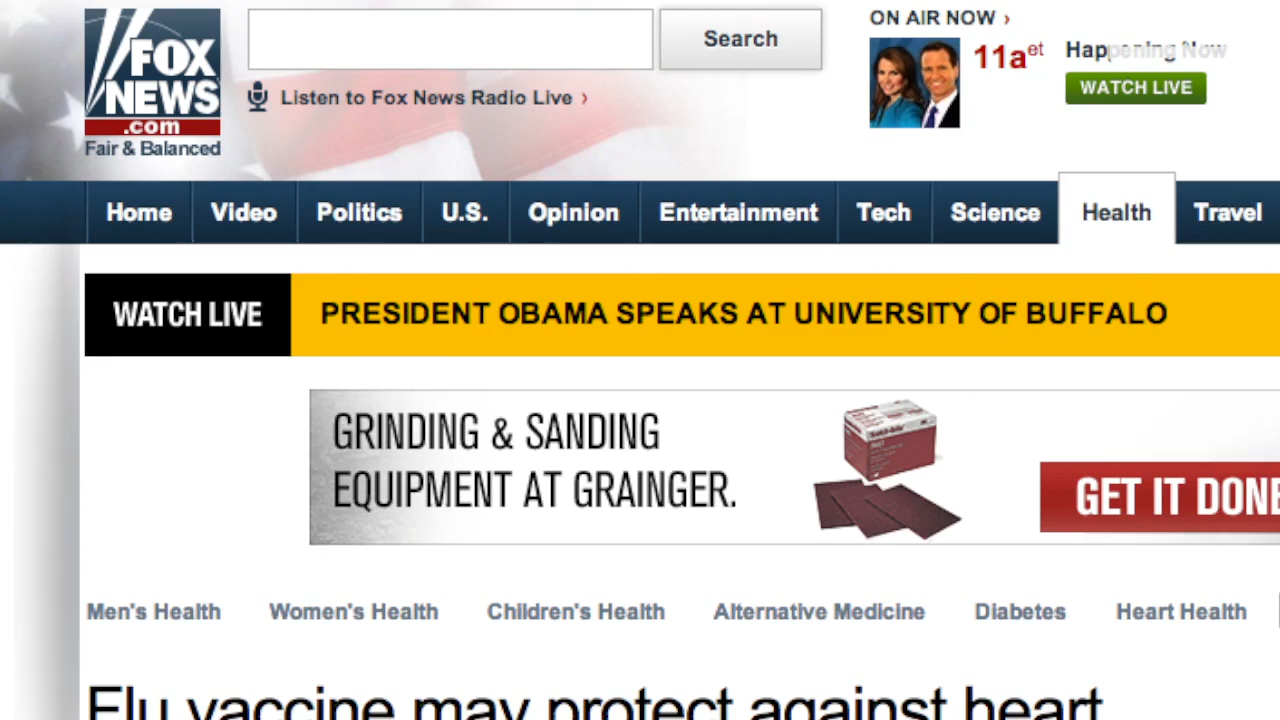 FOX
NEWS
.com
Fair & Balanced
Search
Listen to Fox News Radio Live ›
ON AIR NOW ›
11a et
Happening Now
WATCH LIVE
Home Video Politics U.S. Opinion Entertainment Tech Science Health Travel
WATCH LIVE PRESIDENT OBAMA SPEAKS AT UNIVERSITY OF BUFFALO
GRINDING & SANDING
EQUIPMENT AT GRAINGER.
GET IT DONE
Men's Health Women's Health Children's Health Alternative Medicine Diabetes Heart Health
Flu vaccine may protect against heart